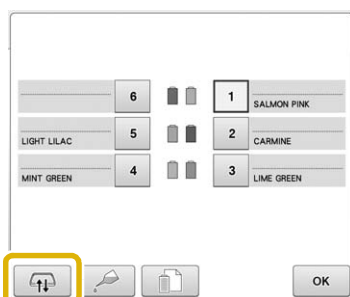 6 1 SALMON PINK
LIGHT LILAC 5 2 CARMINE
MINT GREEN 4 3 LIME GREEN
OK